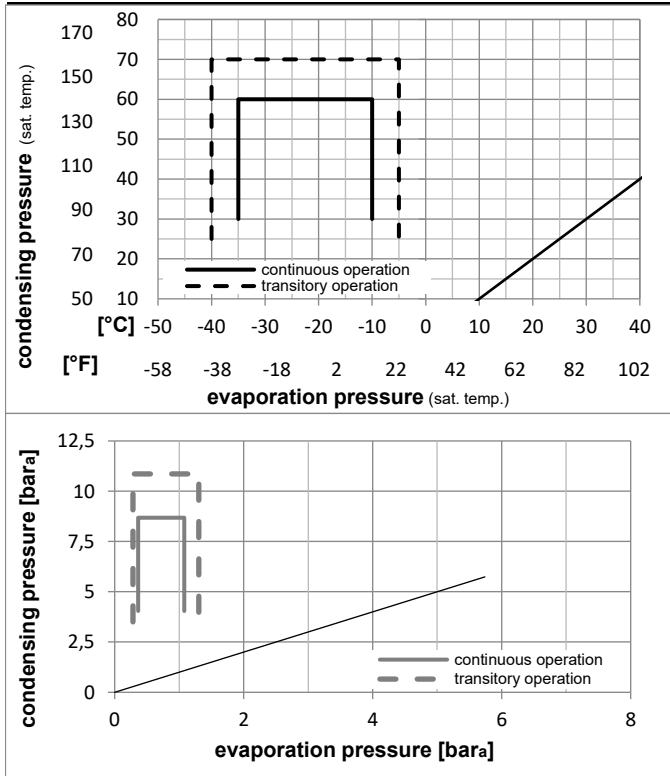 condensing pressure (sat. temp.)
170 80
70
150 60
130 50
110 40
90 30
70 20
50 10
continuous operation
transitory operation
[°C] -50 -40 -30 -20 -10 0 10 20 30 40
[°F] -58 -38 -18 2 22 42 62 82 102
evaporation pressure (sat. temp.)
condensing pressure [bara]
12,5
10
7,5
5
2,5
0
continuous operation
transitory operation
0 2 4 6 8
evaporation pressure [bara]